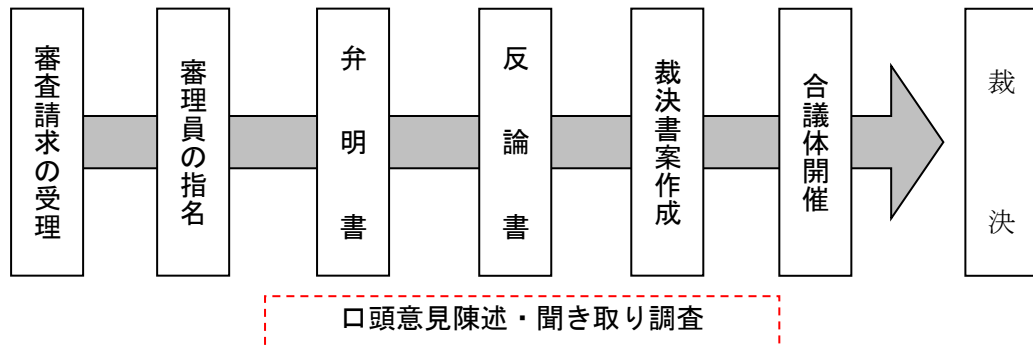 審査請求の受理
審理員の指名
弁明書
反論書
裁決書案作成
合議体開催
裁決
口頭意見陳述・聞き取り調査